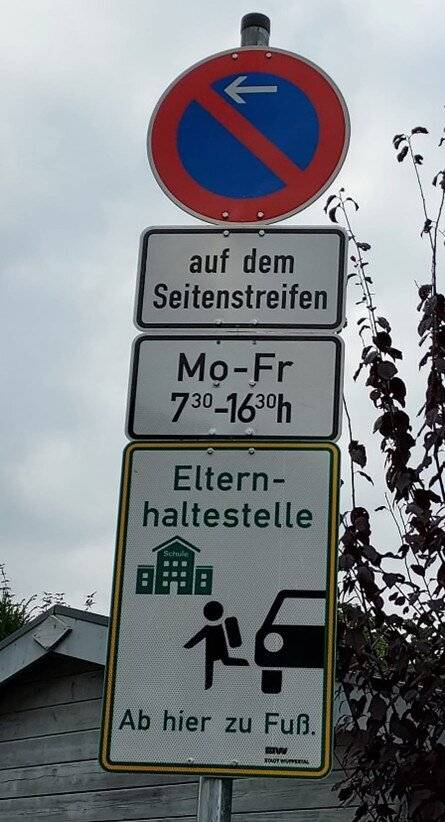 auf dem
Seitenstreifen
Mo-Fr
7³⁰-16³⁰h
Eltern-
haltestelle
Schule
Ab hier zu Fuß.
STADT WUPPERTAL